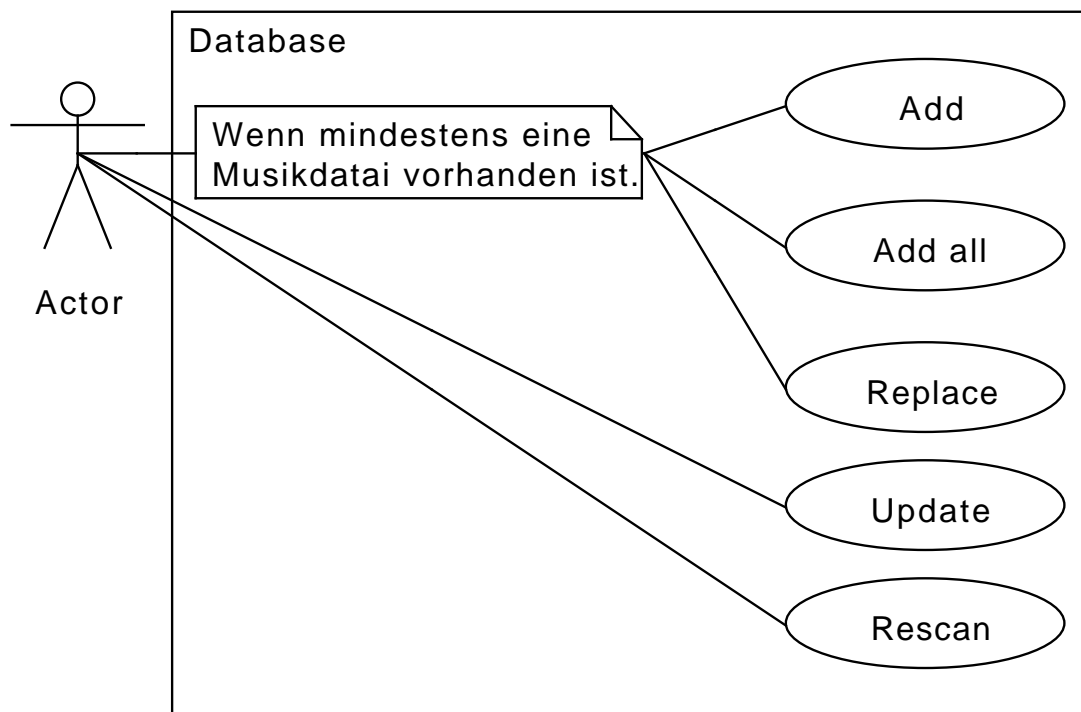 Database
Wenn mindestens eine
Musikdatai vorhanden ist.
Actor
Add
Add all
Replace
Update
Rescan